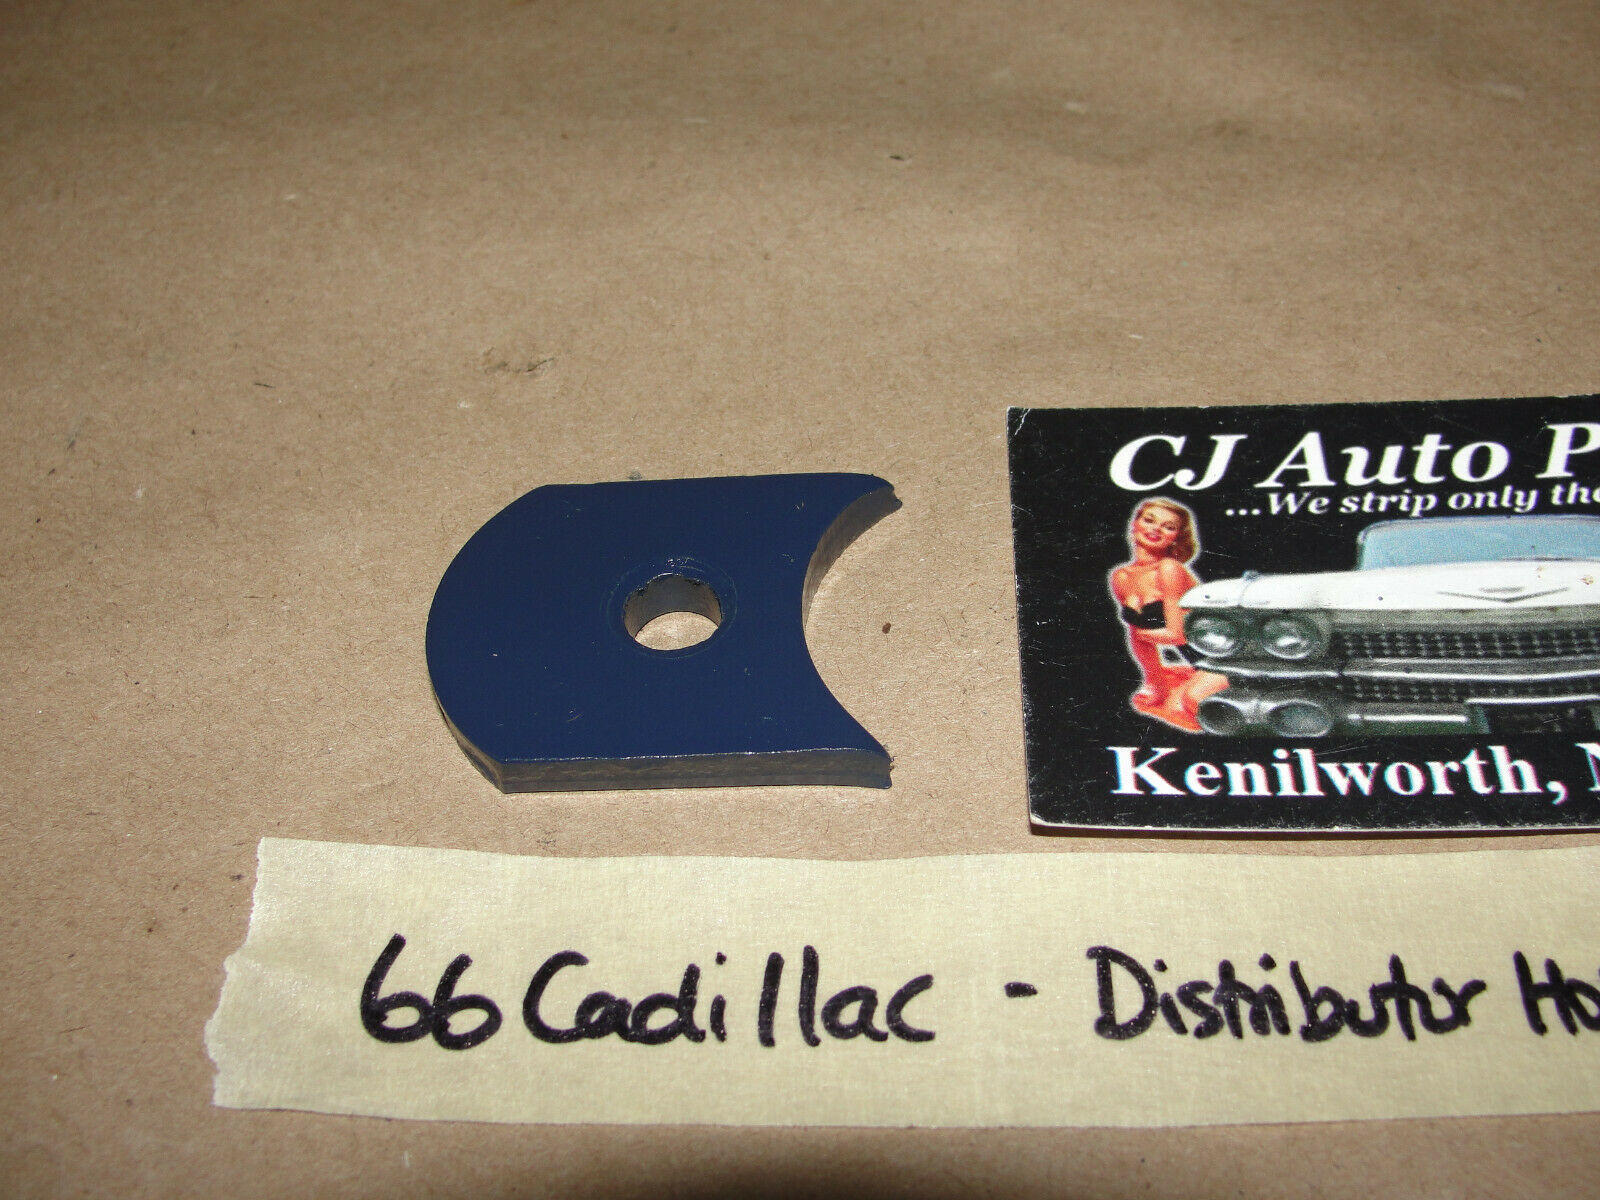 CJ Auto P
...We strip only the
Kenilworth, N
66 Cadillac - Distributor Ho